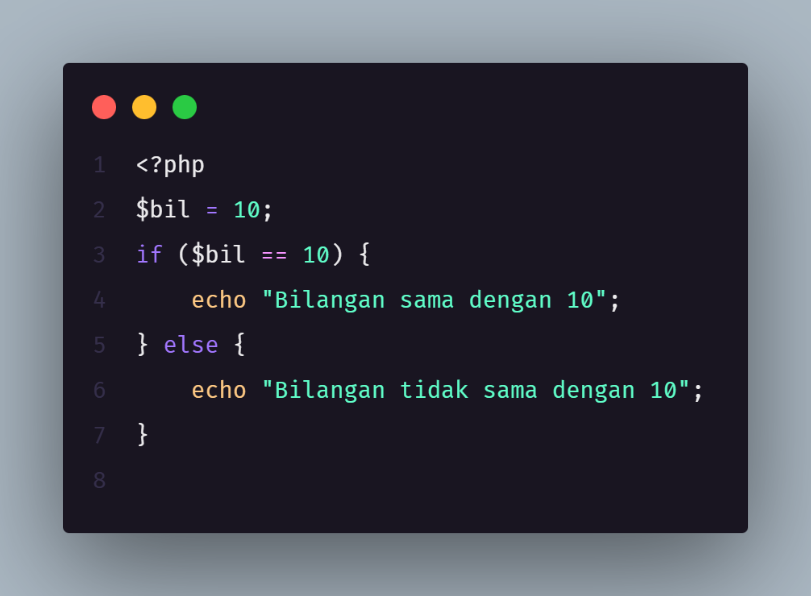 1 <?php
2 $bil = 10;
3 if ($bil == 10) {
4     echo "Bilangan sama dengan 10";
5 } else {
6     echo "Bilangan tidak sama dengan 10";
7 }
8